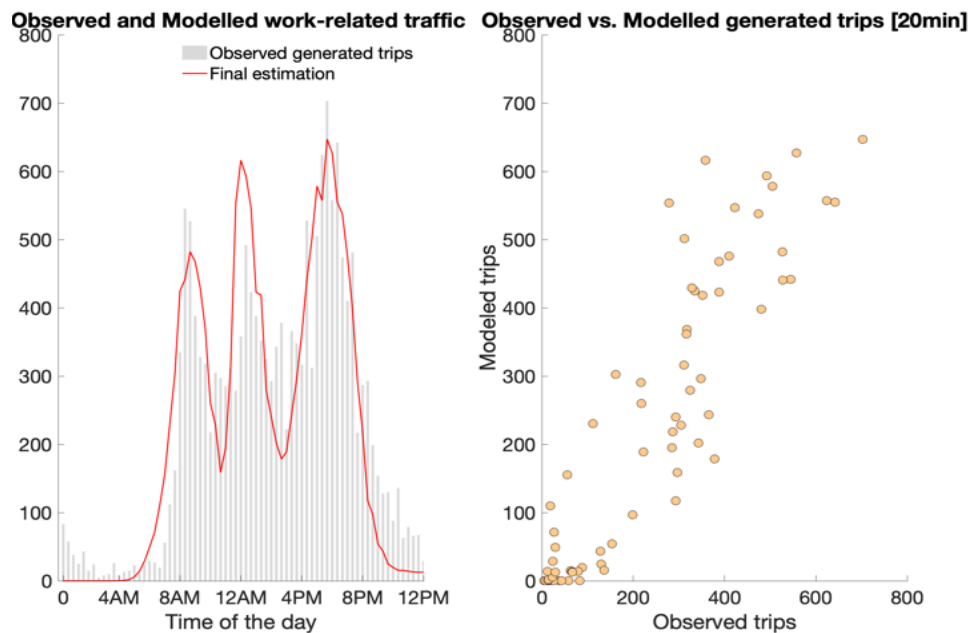 Observed and Modelled work-related traffic
800
700
600
500
400
300
200
100
0
Observed generated trips
Final estimation
0 4AM 8AM 12AM 4PM 8PM 12PM
Time of the day
Observed vs. Modelled generated trips [20min]
800
700
600
500
400
300
200
100
0
Modeled trips
0 200 400 600 800
Observed trips